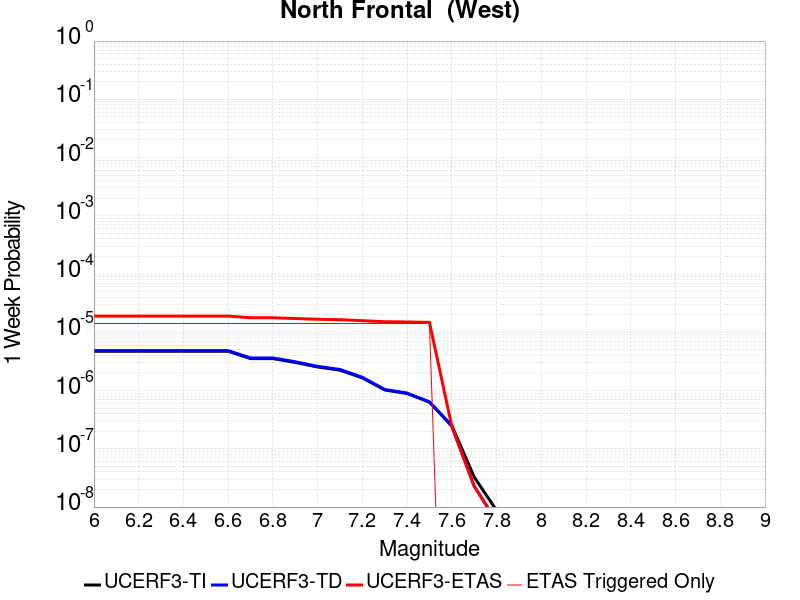 North Frontal  (West)
10^0
10^-1
10^-2
10^-3
10^-4
10^-5
10^-6
10^-7
10^-8
1 Week Probability
6 6.2 6.4 6.6 6.8 7 7.2 7.4 7.6 7.8 8 8.2 8.4 8.6 8.8 9
Magnitude
UCERF3-TI UCERF3-TD UCERF3-ETAS ETAS Triggered Only